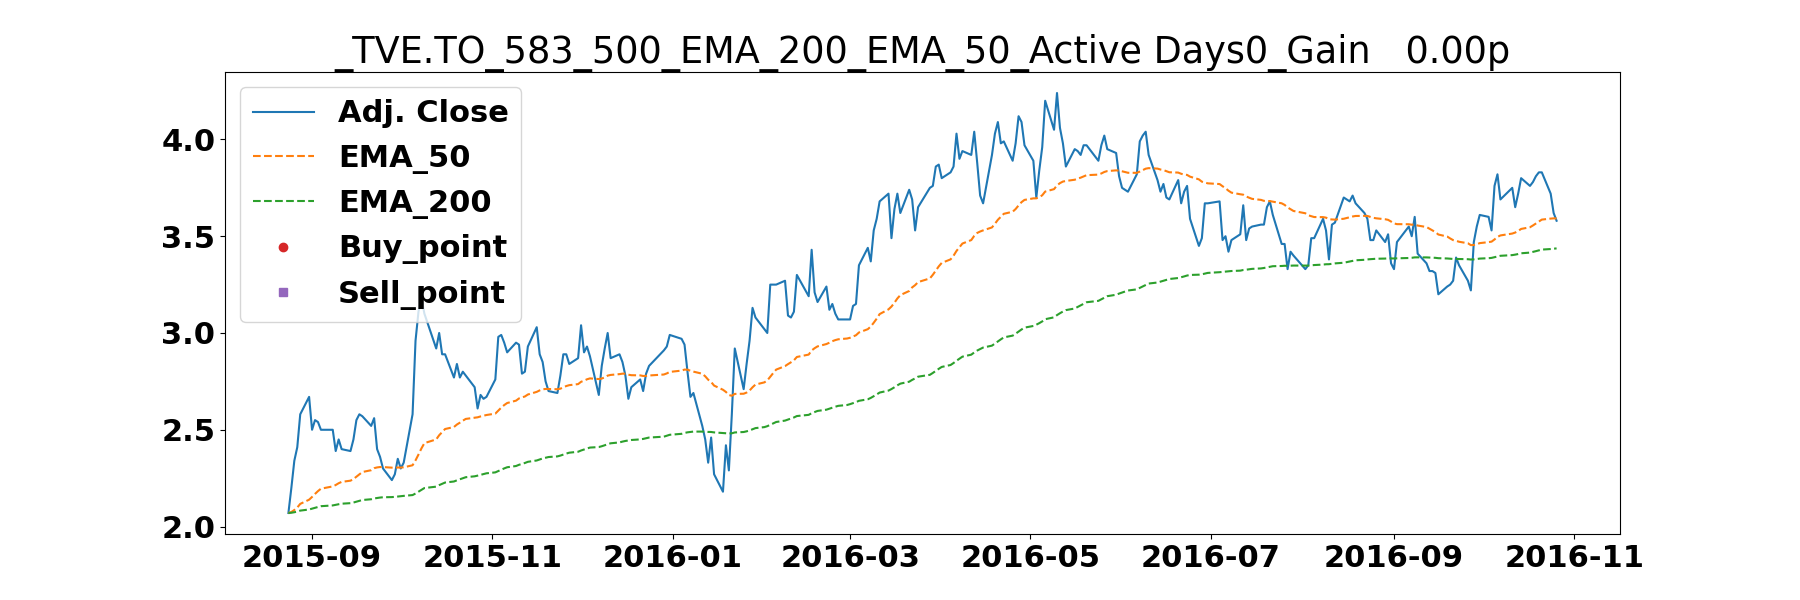 _TVE.TO_583_500_EMA_200_EMA_50_Active Days0_Gain   0.00p
Adj. Close
EMA_50
EMA_200
Buy_point
Sell_point
4.0
3.5
3.0
2.5
2.0
2015-09 2015-11 2016-01 2016-03 2016-05 2016-07 2016-09 2016-11